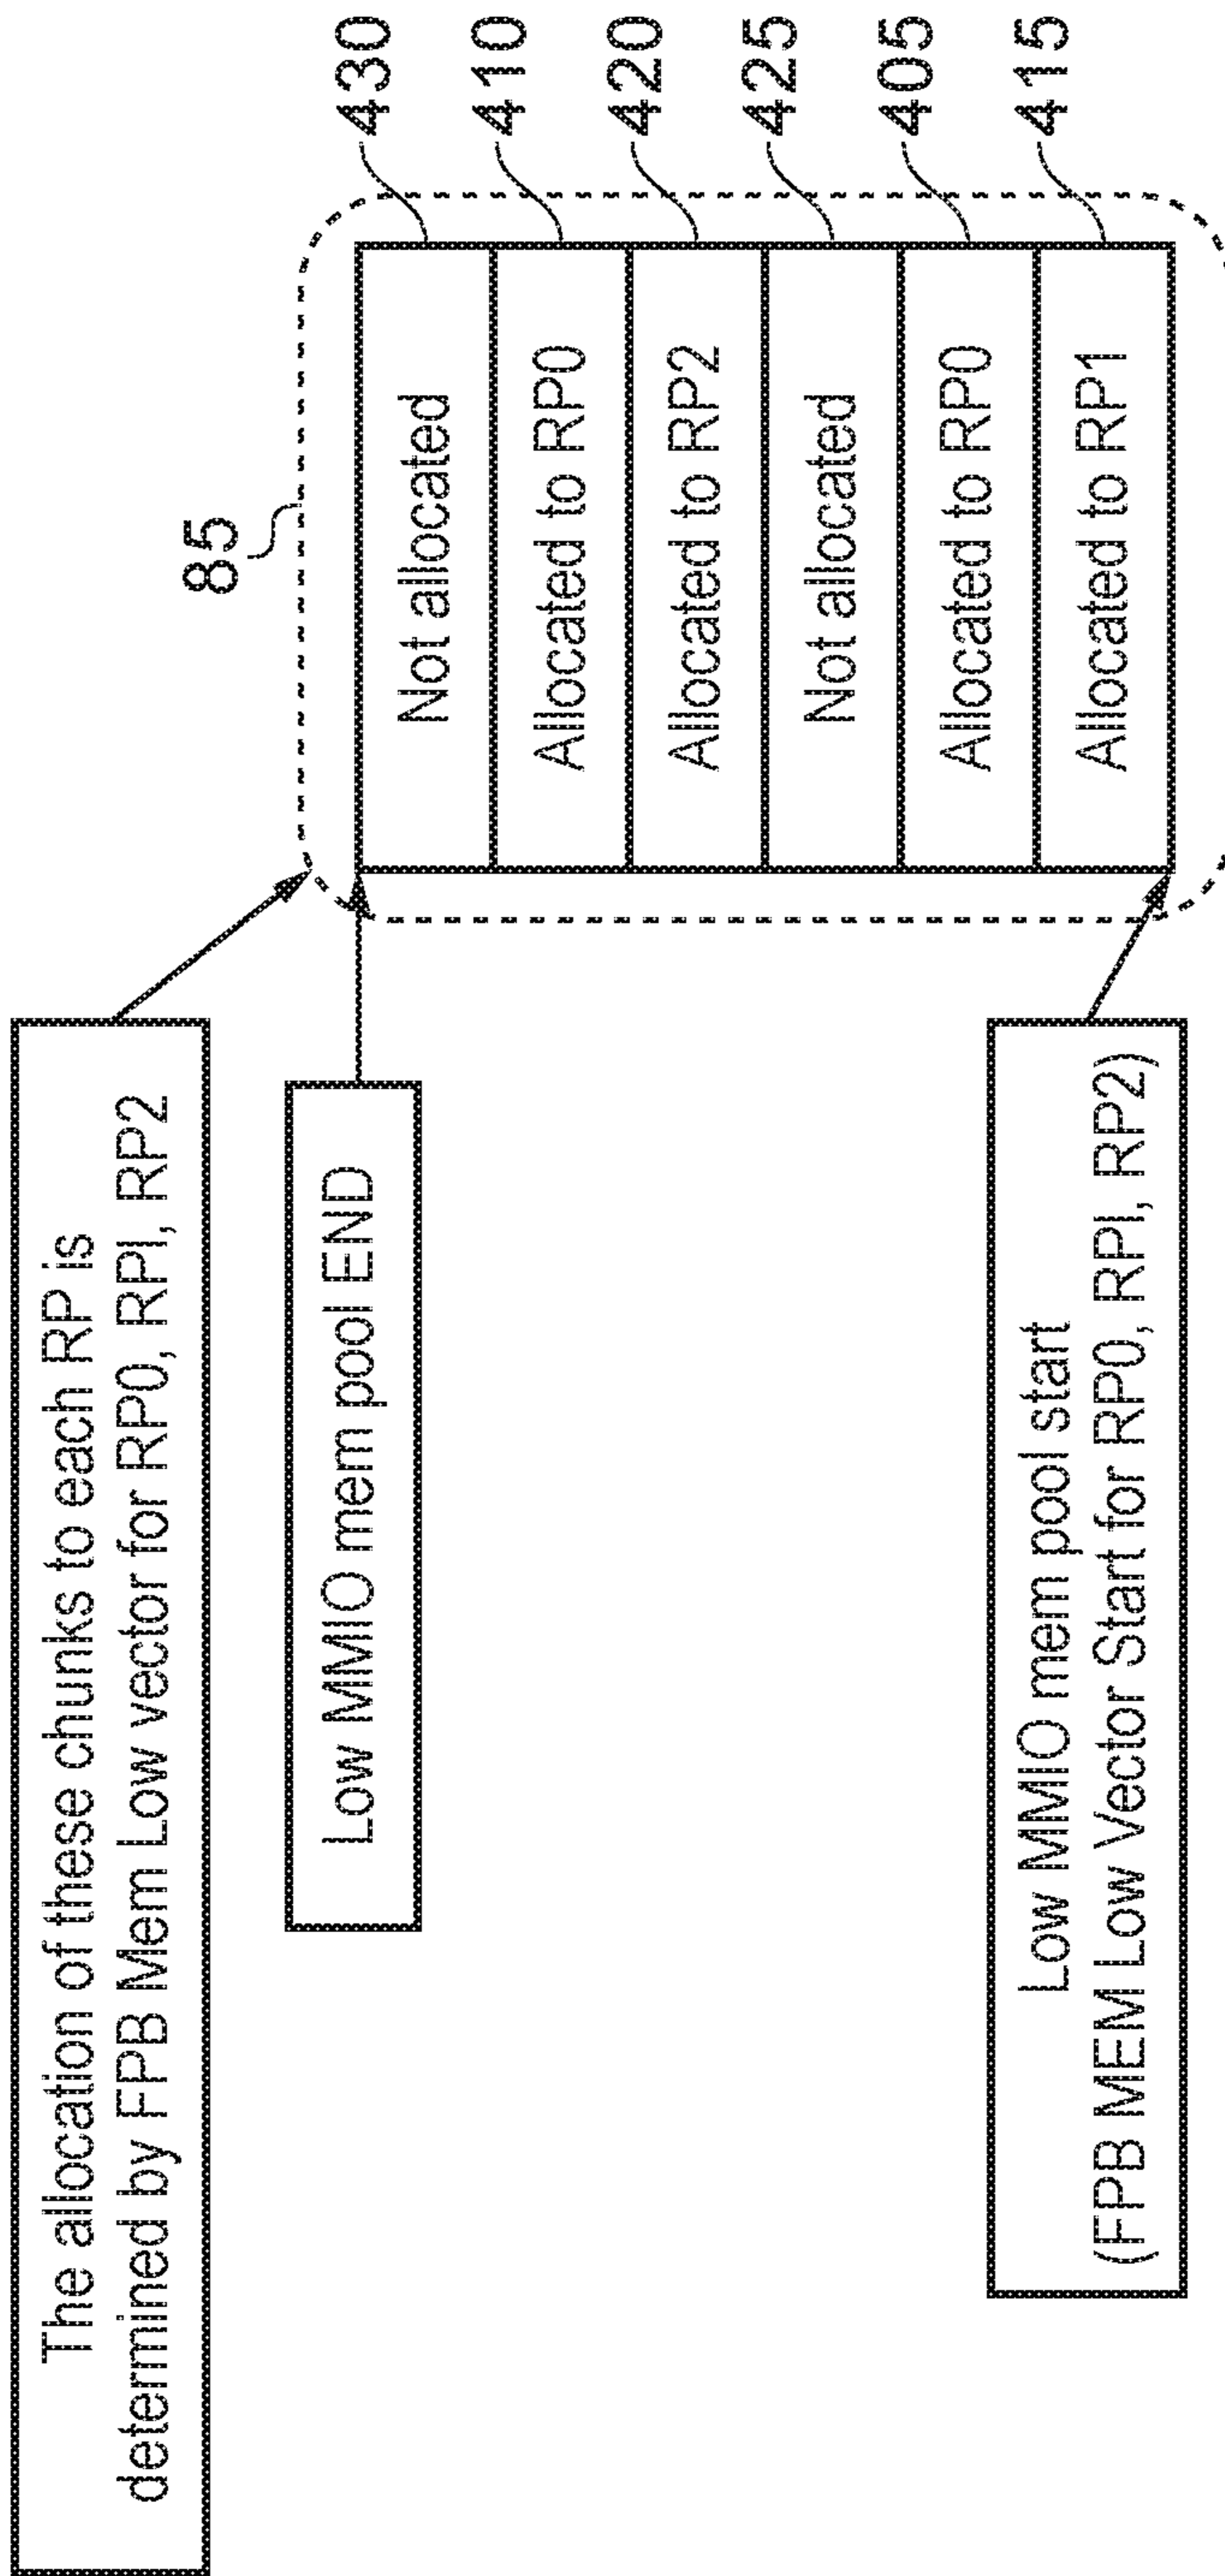 The allocation of these chunks to each RP is
determined by FPB Mem Low vector for RP0, RPI, RP2
85
Low MMIO mem pool END
Not allocated
430
Allocated to RP0
410
Allocated to RP2
420
Not allocated
425
Allocated to RP0
405
Allocated to RP1
415
Low MMIO mem pool start
(FPB MEM Low Vector Start for RP0, RPI, RP2)